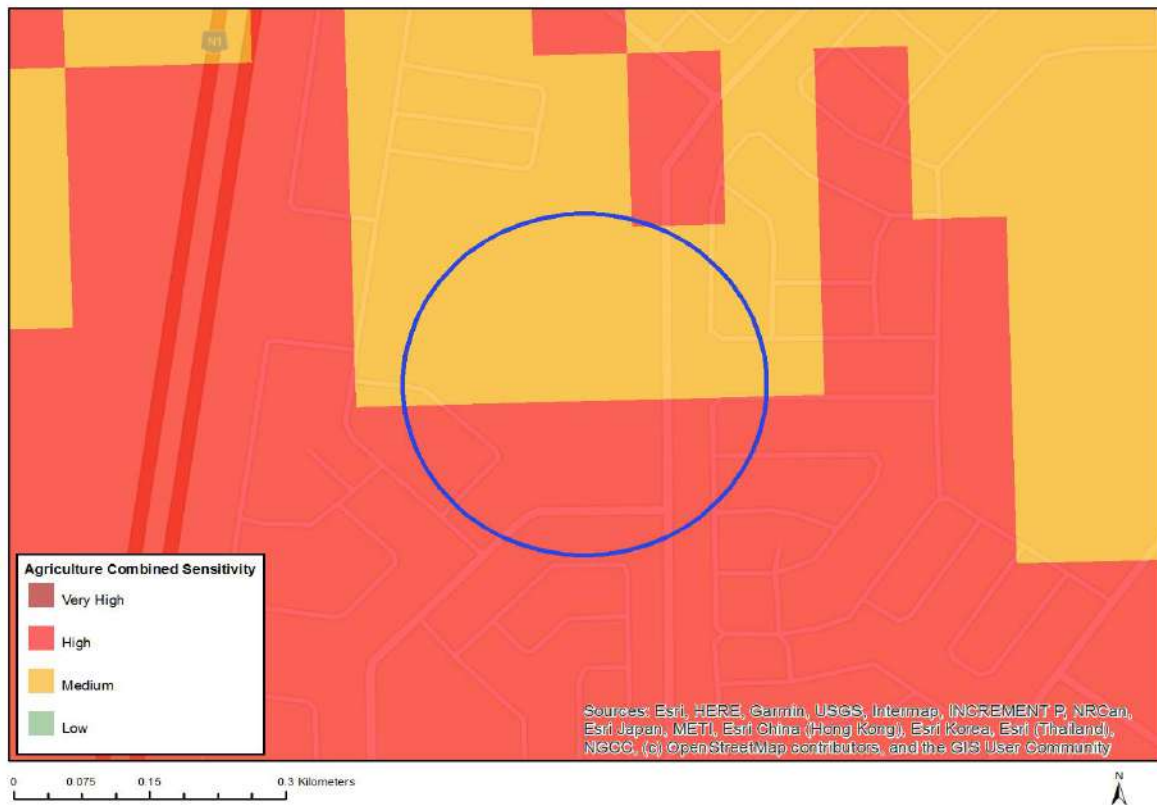 N1
Agriculture Combined Sensitivity
Very High
High
Medium
Low
Sources: Esri, HERE, Garmin, USGS, Intermap, INCREMENT P, NRCan,
Esri Japan, METI, Esri China (Hong Kong), Esri Korea, Esri (Thailand),
NGCC, (c) OpenStreetMap contributors, and the GIS User Community
0 0.075 0.15 0.3 Kilometers
N